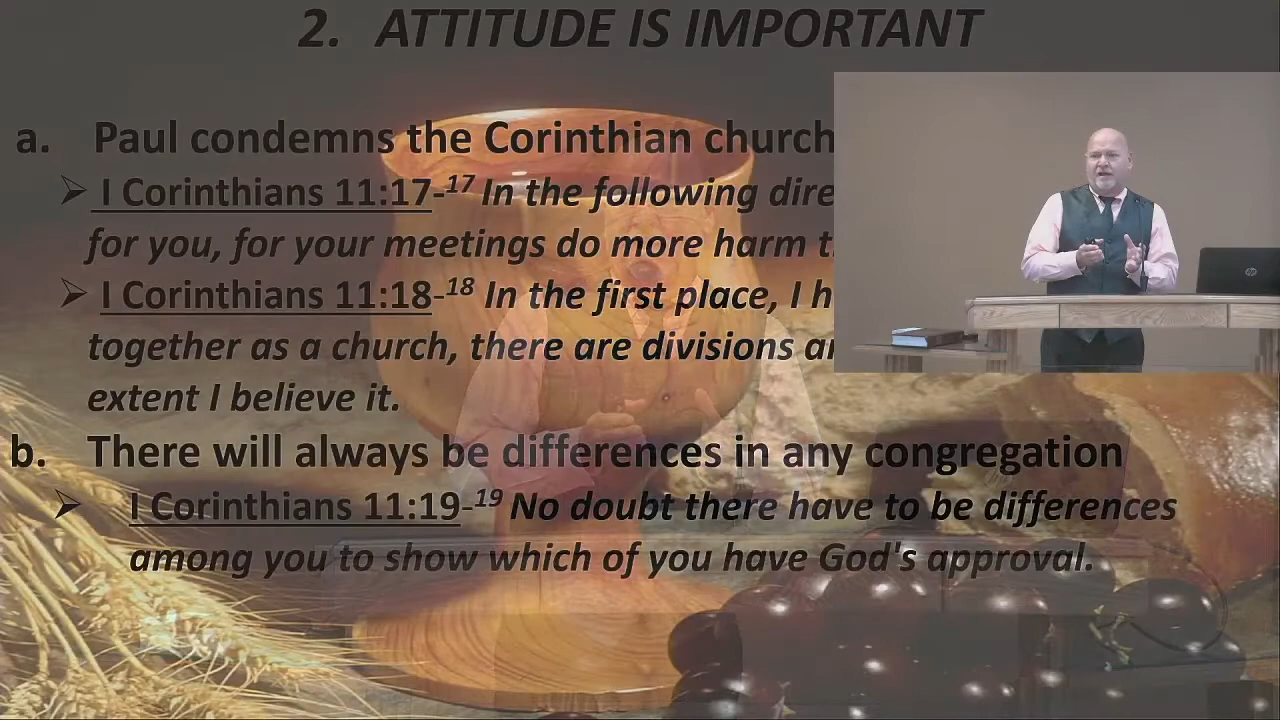 2. ATTITUDE IS IMPORTANT
a. Paul condemns the Corinthian church
➢ I Corinthians 11:17-17 In the following dire
for you, for your meetings do more harm t
➢ I Corinthians 11:18-18 In the first place, I h
together as a church, there are divisions a
extent I believe it.
b. There will always be differences in any congregation
➢ I Corinthians 11:19-19 No doubt there have to be differences
among you to show which of you have God's approval.
hp